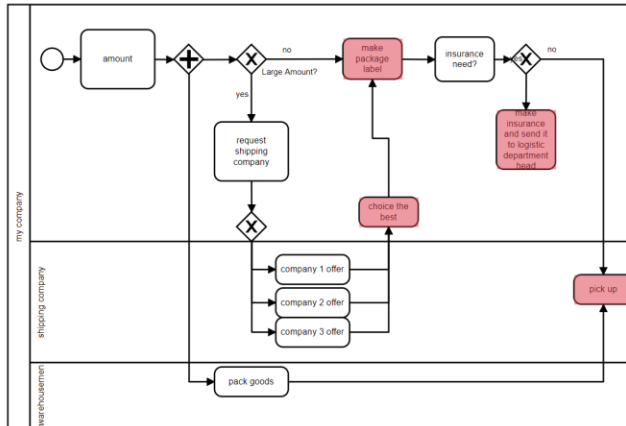 amount
no
Large Amount?
yes
make
package
label
insurance
need?
yes
no
make
insurance
and send it
to logistic
department
head
request
shipping
company
choice the
best
my company
company 1 offer
company 2 offer
company 3 offer
shipping company
pick up
pack goods
warehousemen